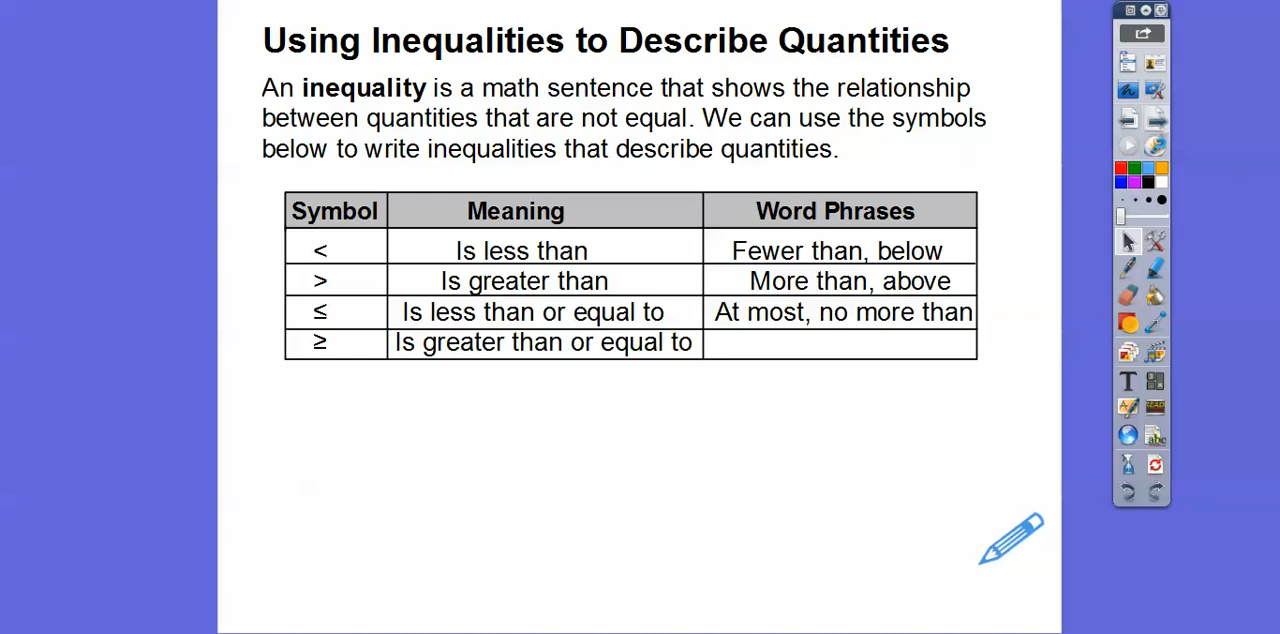 Using Inequalities to Describe Quantities
An inequality is a math sentence that shows the relationship
between quantities that are not equal. We can use the symbols
below to write inequalities that describe quantities.
Symbol Meaning Word Phrases
< Is less than Fewer than, below
> Is greater than More than, above
≤ Is less than or equal to At most, no more than
≥ Is greater than or equal to
T
abc